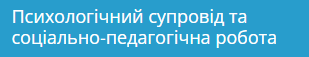 Психологічний супровід та
соціально-педагогічна робота